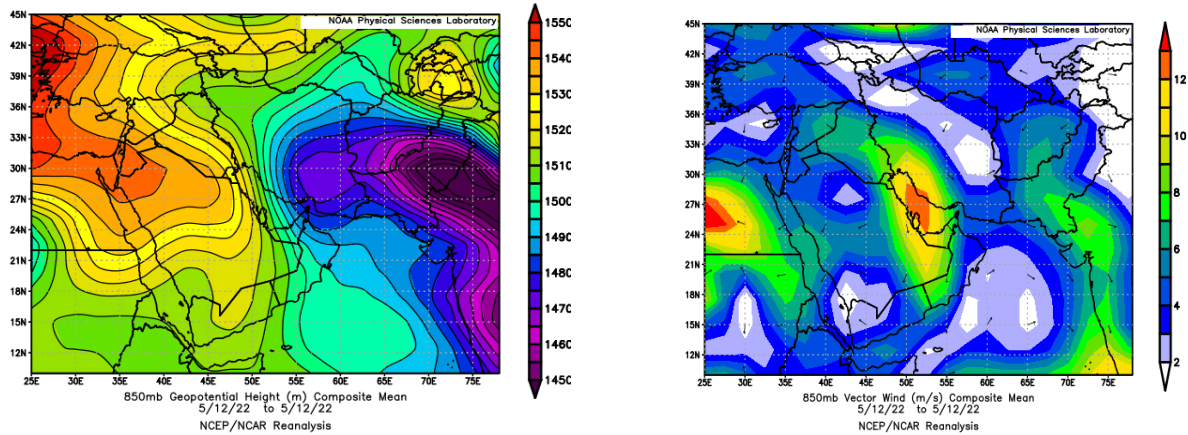 NOAA Physical Sciences Laboratory
45N
42N
39N
36N
33N
30N
27N
24N
21N
18N
15N
12N
25E 30E 35E 40E 45E 50E 55E 60E 65E 70E 75E
1550
1540
1530
1520
1510
1500
1490
1480
1470
1460
1450
850mb Geopotential Height (m) Composite Mean
5/12/22 to 5/12/22
NCEP/NCAR Reanalysis
NOAA Physical Sciences Laboratory
45N
42N
39N
36N
33N
30N
27N
24N
21N
18N
15N
12N
25E 30E 35E 40E 45E 50E 55E 60E 65E 70E 75E
12
10
8
6
4
2
850mb Vector Wind (m/s) Composite Mean
5/12/22 to 5/12/22
NCEP/NCAR Reanalysis